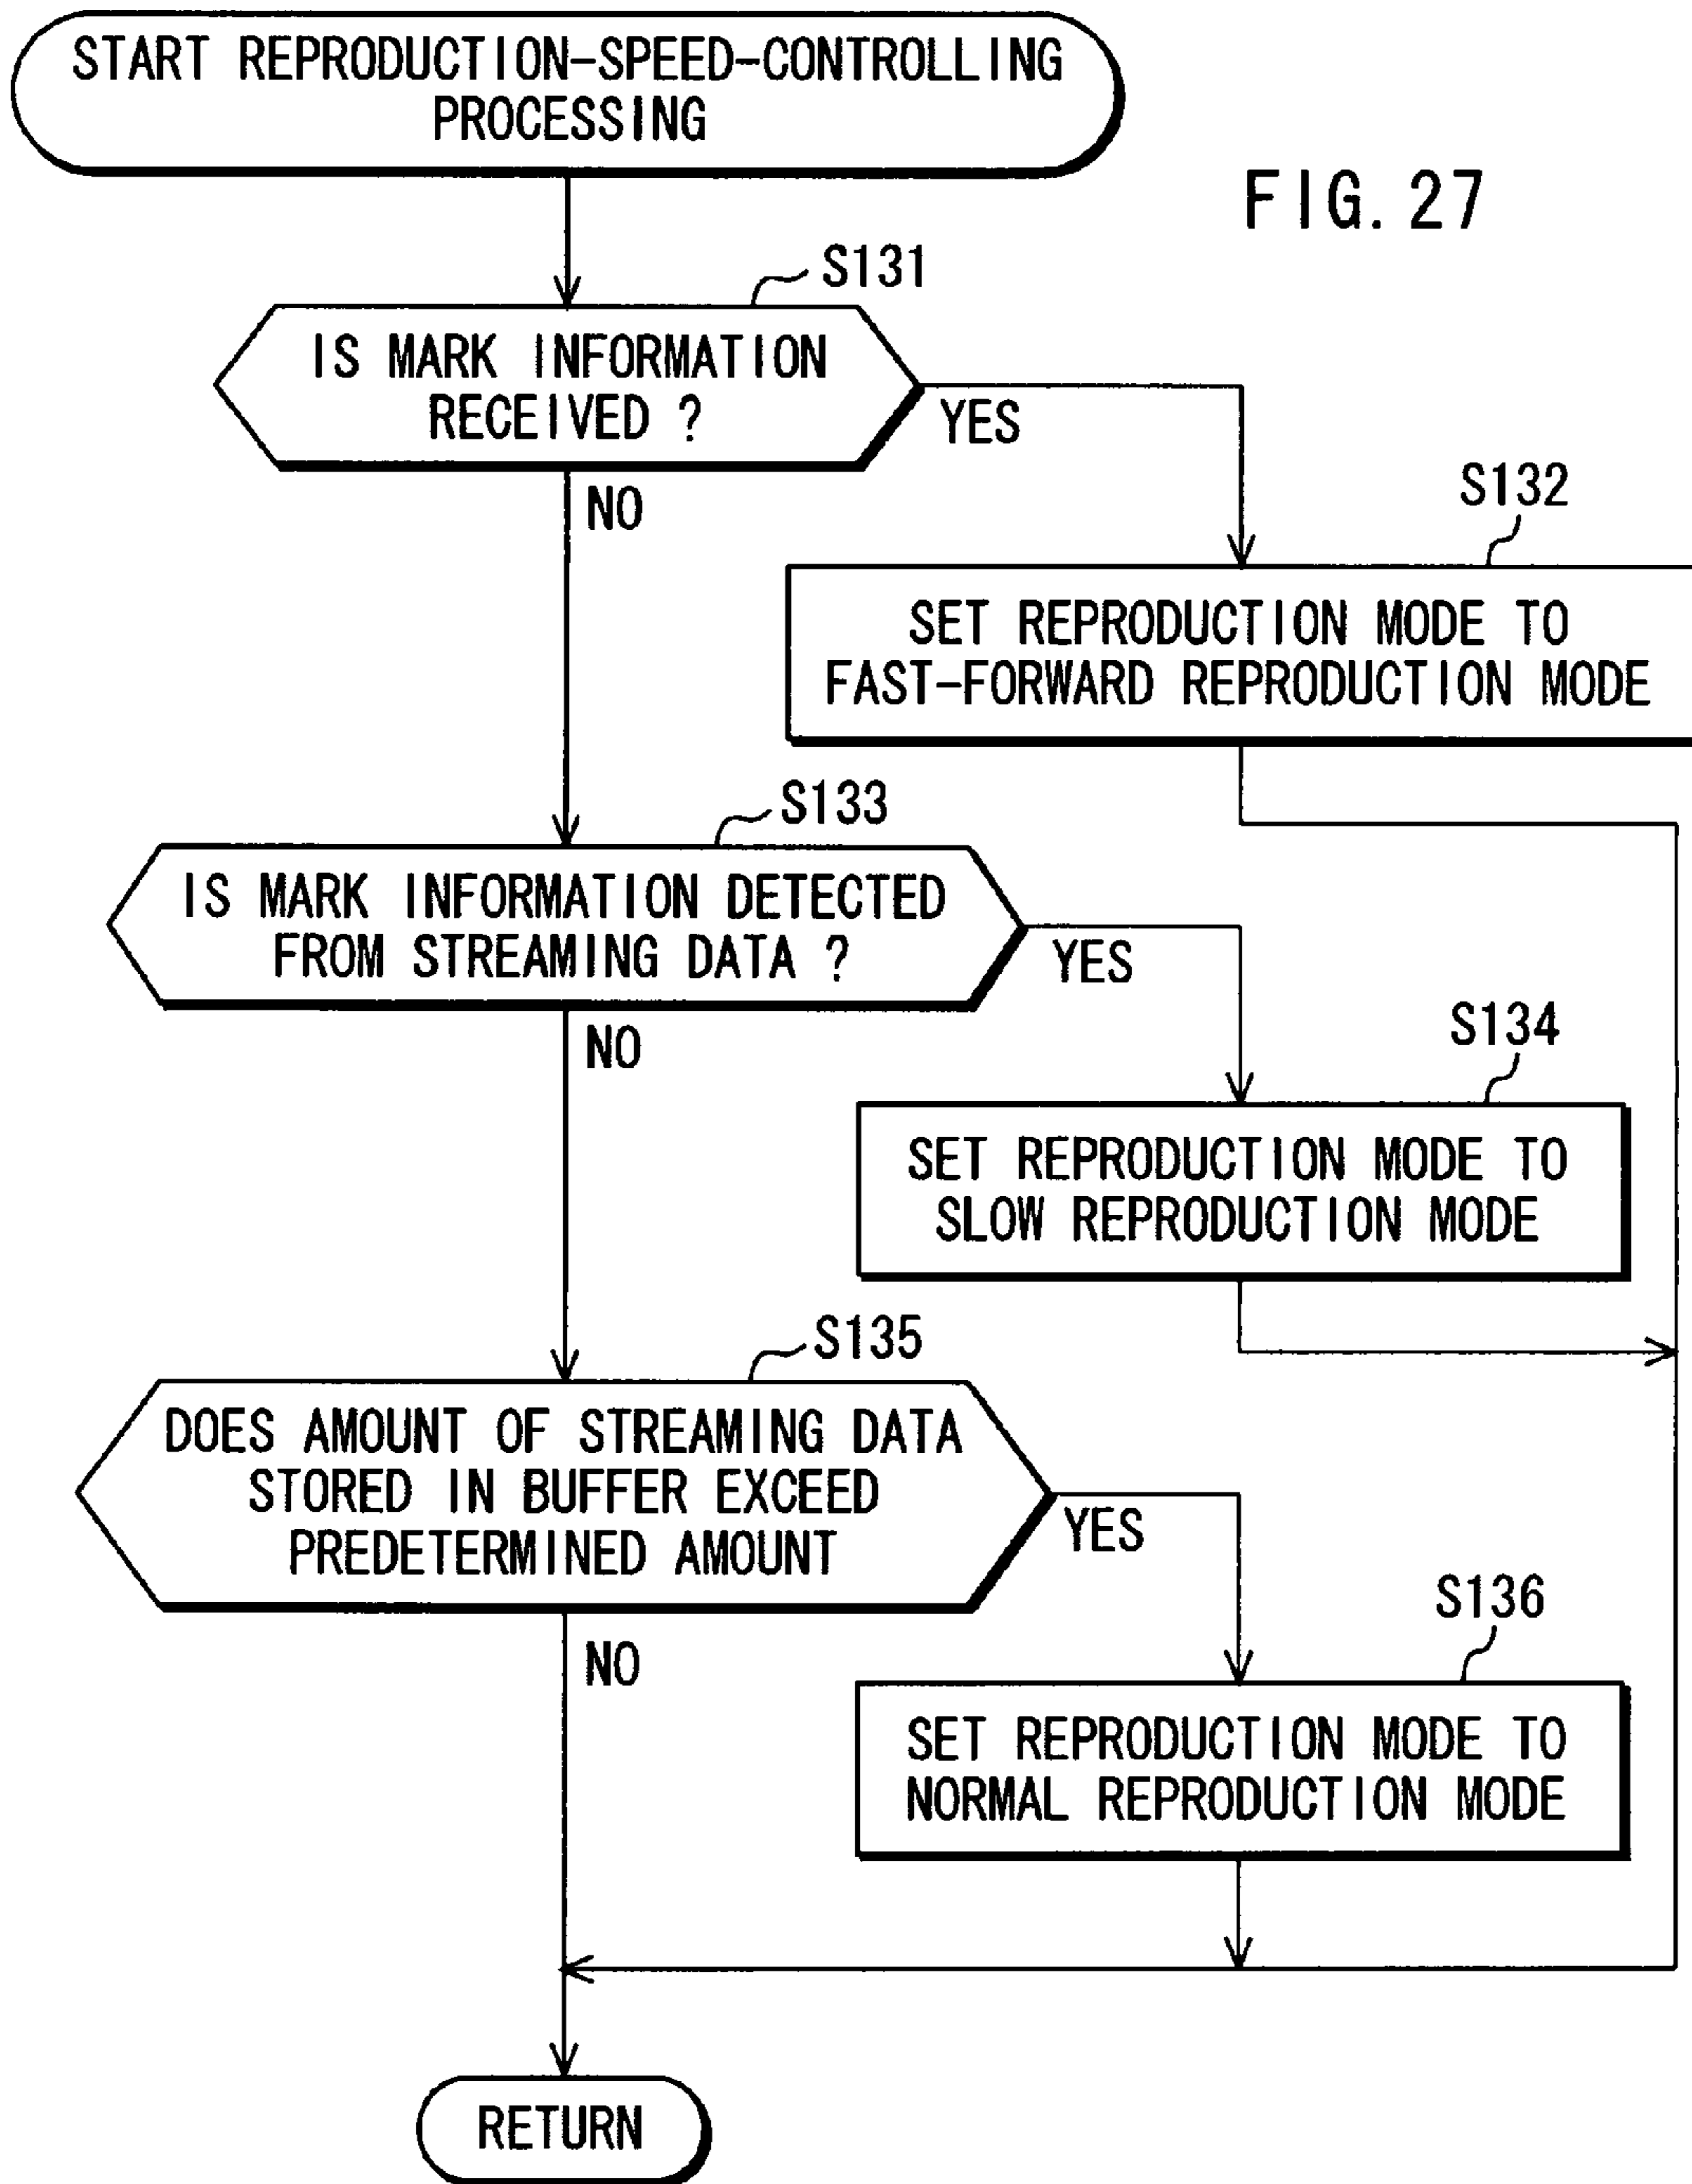 START REPRODUCTION-SPEED-CONTROLLING
PROCESSING
FIG. 27
S131
IS MARK INFORMATION
RECEIVED ?
YES
NO
S132
SET REPRODUCTION MODE TO
FAST-FORWARD REPRODUCTION MODE
S133
IS MARK INFORMATION DETECTED
FROM STREAMING DATA ?
YES
NO
S134
SET REPRODUCTION MODE TO
SLOW REPRODUCTION MODE
S135
DOES AMOUNT OF STREAMING DATA
STORED IN BUFFER EXCEED
PREDETERMINED AMOUNT
YES
NO
S136
SET REPRODUCTION MODE TO
NORMAL REPRODUCTION MODE
RETURN